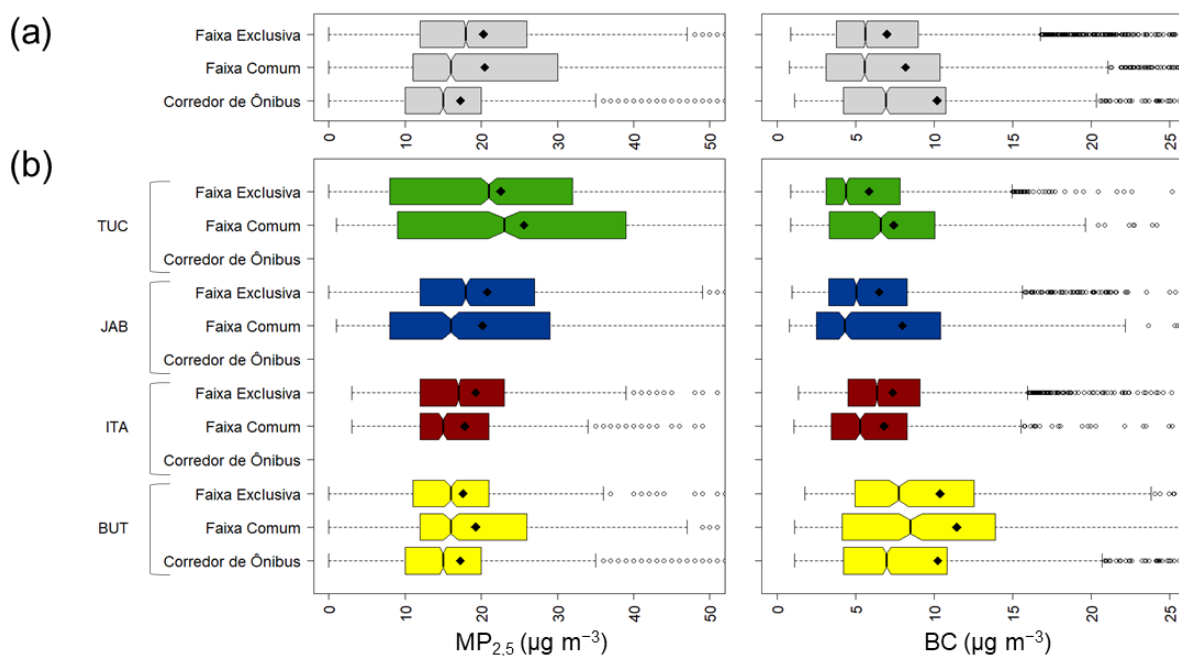 (a)
Faixa Exclusiva
Faixa Comum
Corredor de Ônibus
0 10 20 30 40 50
0 5 10 15 20 25
(b)
TUC
Faixa Exclusiva
Faixa Comum
Corredor de Ônibus
JAB
Faixa Exclusiva
Faixa Comum
Corredor de Ônibus
ITA
Faixa Exclusiva
Faixa Comum
Corredor de Ônibus
BUT
Faixa Exclusiva
Faixa Comum
Corredor de Ônibus
0 10 20 30 40 50
0 5 10 15 20 25
MP₂,₅ (µg m⁻³)
BC (µg m⁻³)